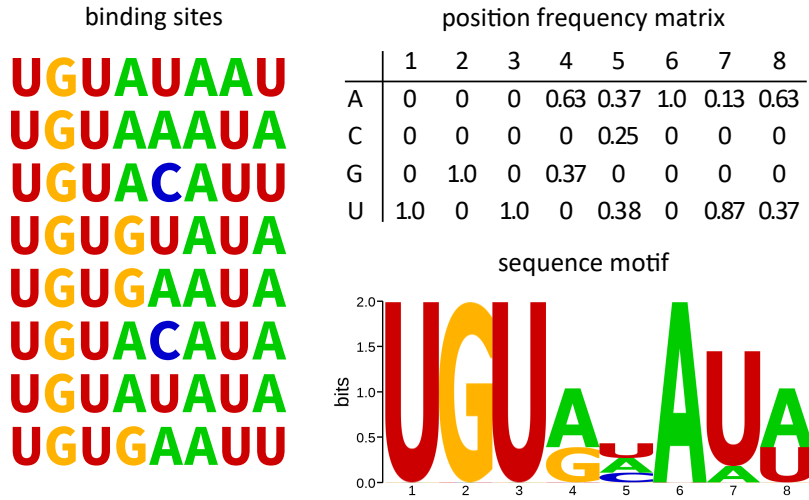 binding sites
UGUAUAAU
UGUAAAUA
UGUACAUU
UGUGUAUA
UGUGAAUA
UGUACAUA
UGUAUAUA
UGUGAAUU
position frequency matrix
1 2 3 4 5 6 7 8
A 0 0 0 0.63 0.37 1.0 0.13 0.63
C 0 0 0 0 0.25 0 0 0
G 0 1.0 0 0.37 0 0 0 0
U 1.0 0 1.0 0 0.38 0 0.87 0.37
sequence motif
bits
2.0
1.5
1.0
0.5
0.0
U G U A U A U A
G A A U
C
1 2 3 4 5 6 7 8